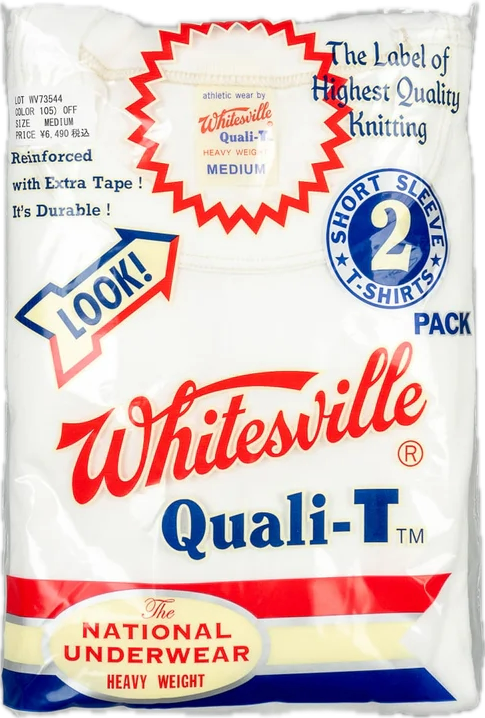 The Label of
Highest Quality
Knitting
athletic wear by
Whitesville
Quali-T
HEAVY WEIGHT
MEDIUM
LOT WV73544
COLOR 105) OFF
SIZE MEDIUM
PRICE ¥6,490 税込
Reinforced
with Extra Tape !
It's Durable !
LOOK!
SHORT SLEEVE
2
★ T-SHIRTS ★
PACK
Whitesville ®
Quali-T TM
The
NATIONAL
UNDERWEAR
HEAVY WEIGHT